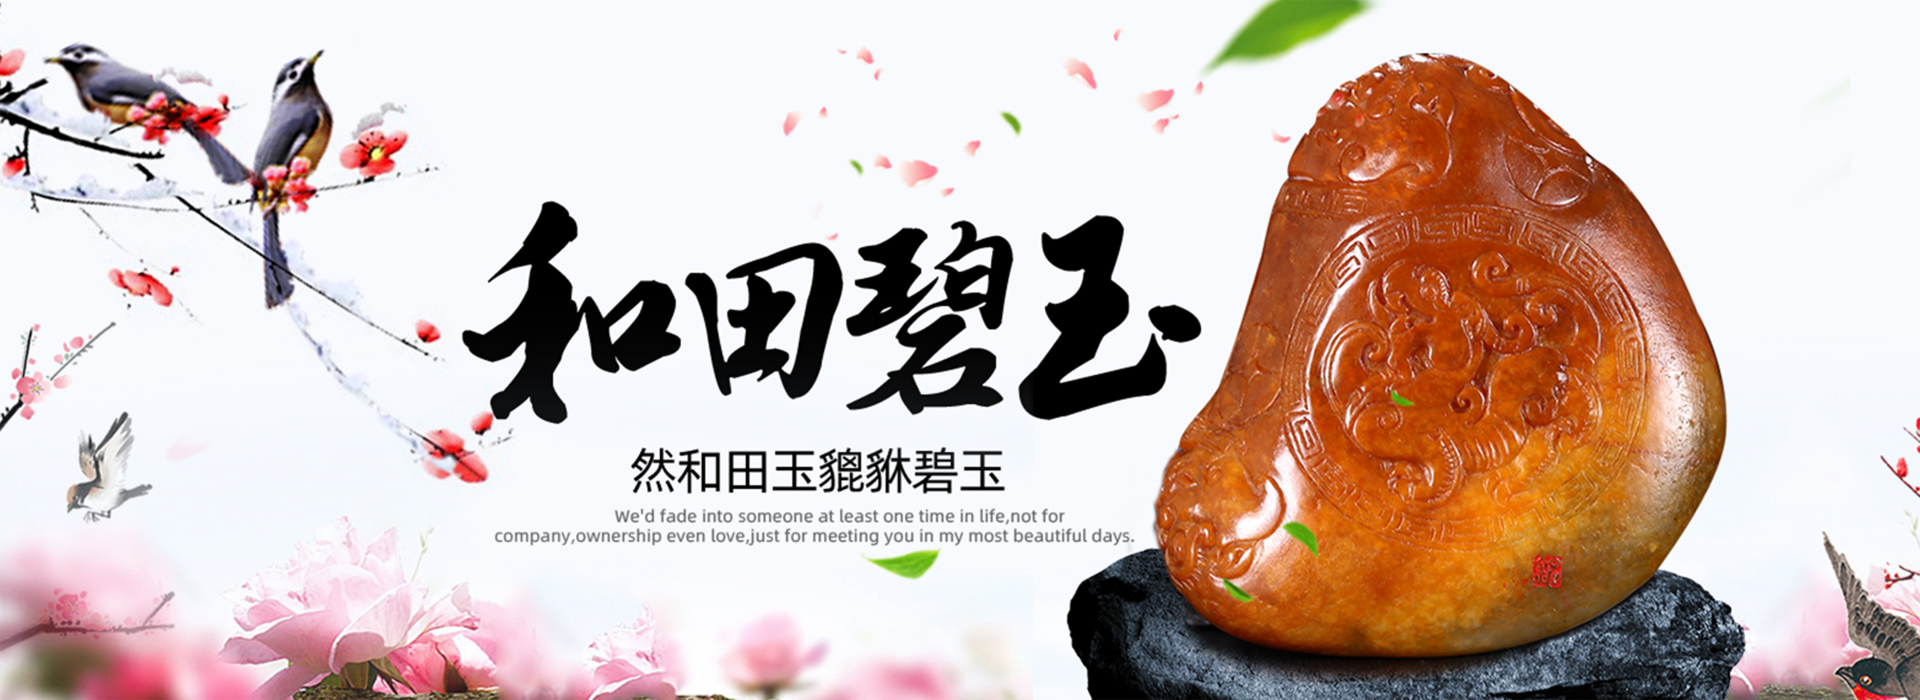 和田碧玉
然和田玉貔貅碧玉
We'd fade into someone at least one time in life,not for
company,ownership even love,just for meeting you in my most beautiful days.